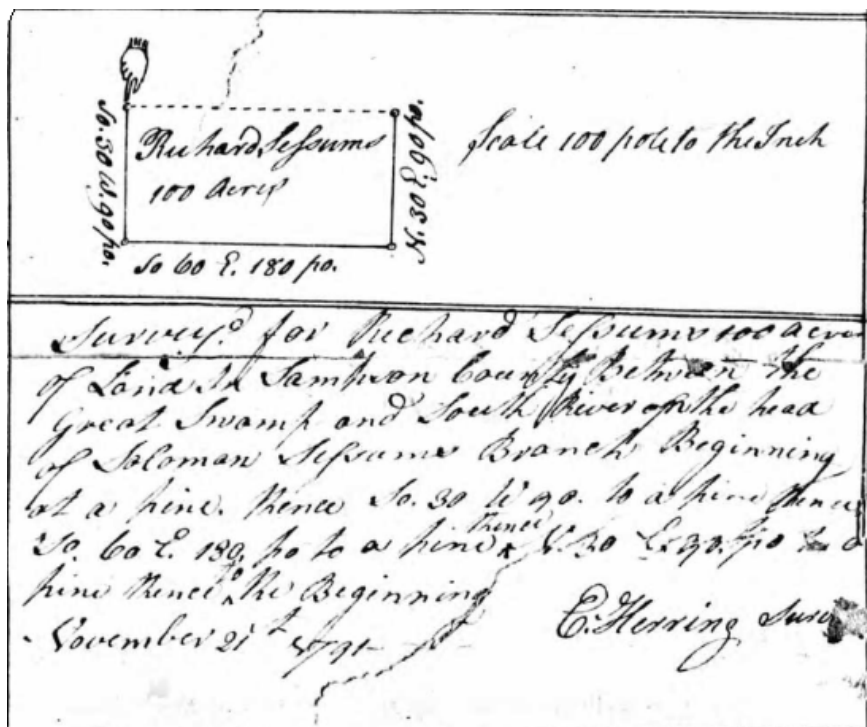 So. 30 W. 90 po.
Richard Sessums
100 Acres
N. 30 E. 90 po.
So 60 E. 180 po.
Scale 100 pole to the Inch
Survey.d for Richard Sessums 100 acres
of Land In Sampson County Between the
Great Swamp and South River on the head
of Soloman Sessums Branch Beginning
at a pine. thence So. 30 W 90. to a pine thence
So. 60 E. 180. po to a pine thence N. 30 E. 90. po to a
pine thence to the Beginning
November 21st 1791
C. Herring Surv